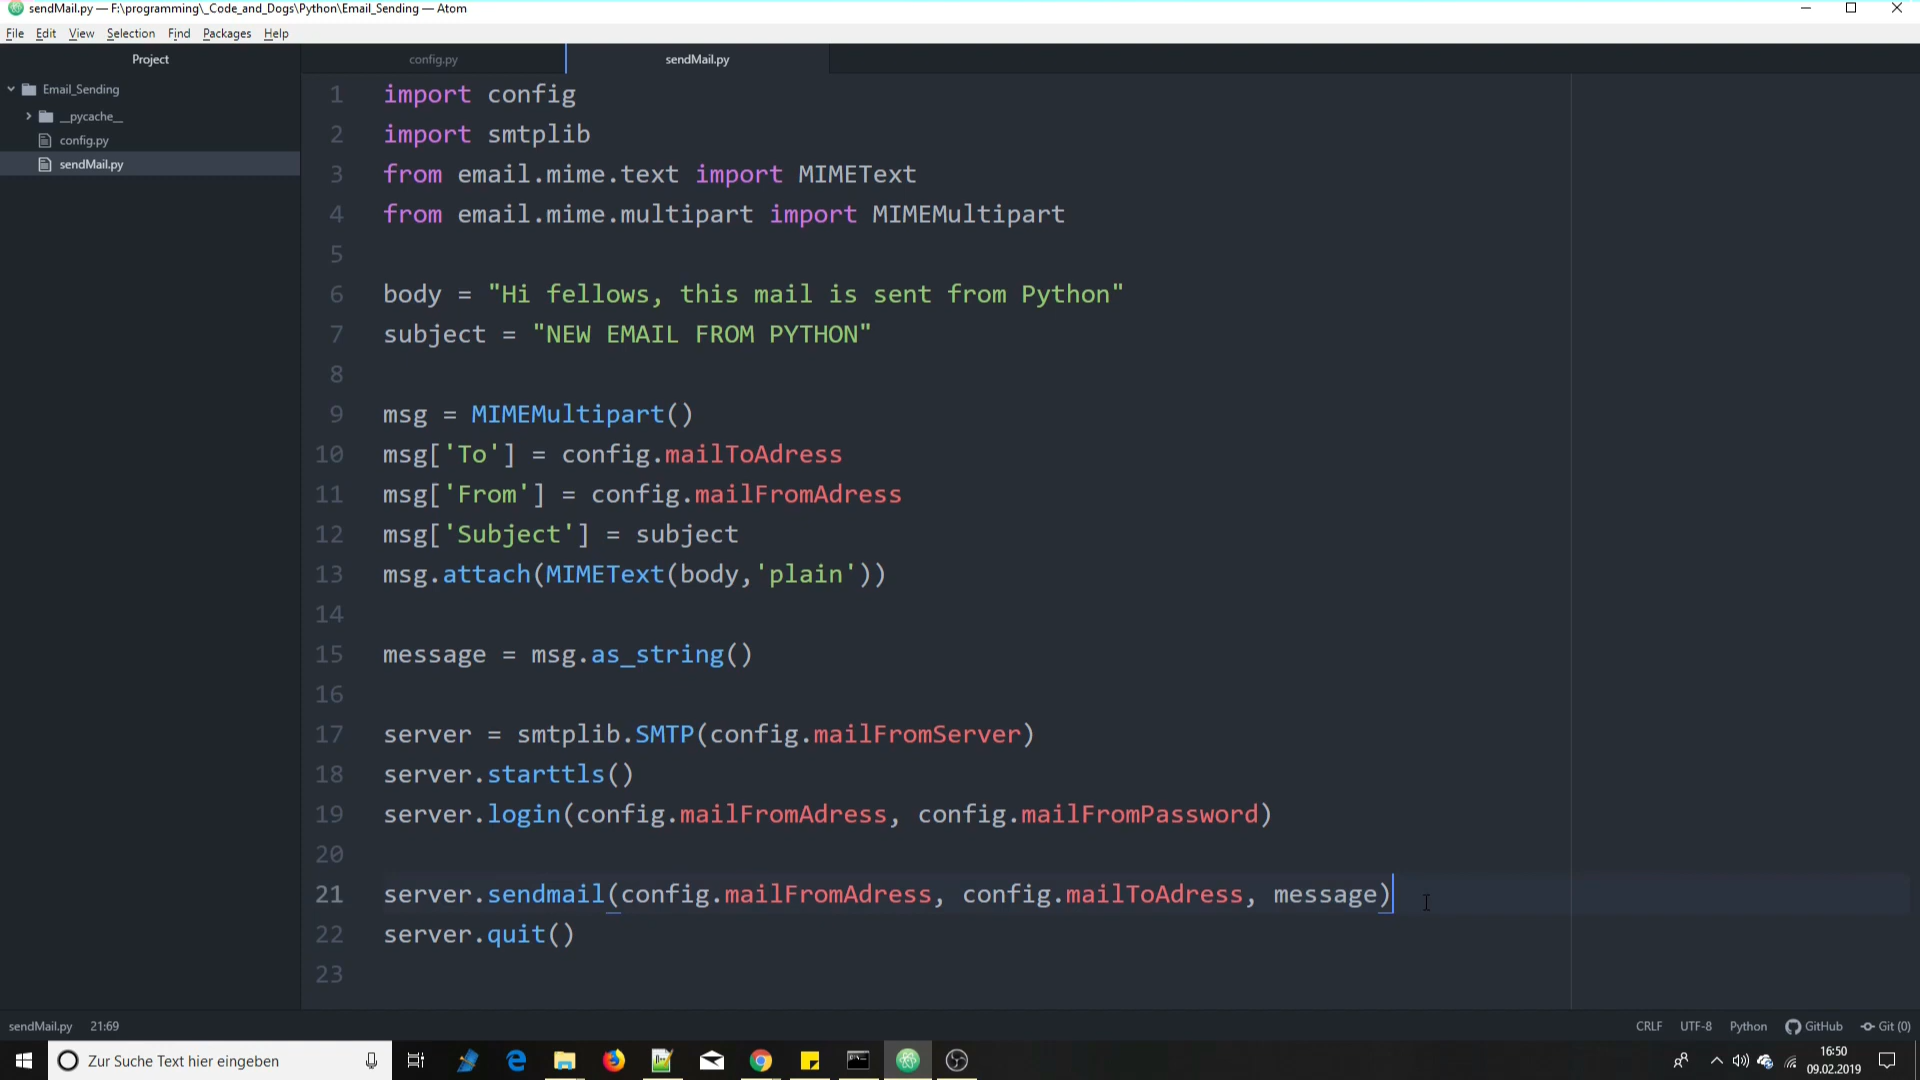 sendMail.py — F:\programming\_Code_and_Dogs\Python\Email_Sending — Atom
File Edit View Selection Find Packages Help
Project
config.py
sendMail.py
Email_Sending
__pycache__
config.py
sendMail.py
1 import config
2 import smtplib
3 from email.mime.text import MIMEText
4 from email.mime.multipart import MIMEMultipart
5
6 body = "Hi fellows, this mail is sent from Python"
7 subject = "NEW EMAIL FROM PYTHON"
8
9 msg = MIMEMultipart()
10 msg['To'] = config.mailToAdress
11 msg['From'] = config.mailFromAdress
12 msg['Subject'] = subject
13 msg.attach(MIMEText(body,'plain'))
14
15 message = msg.as_string()
16
17 server = smtplib.SMTP(config.mailFromServer)
18 server.starttls()
19 server.login(config.mailFromAdress, config.mailFromPassword)
20
21 server.sendmail(config.mailFromAdress, config.mailToAdress, message)
22 server.quit()
23
sendMail.py 21:69
CRLF UTF-8 Python GitHub Git (0)
Zur Suche Text hier eingeben
16:50
09.02.2019